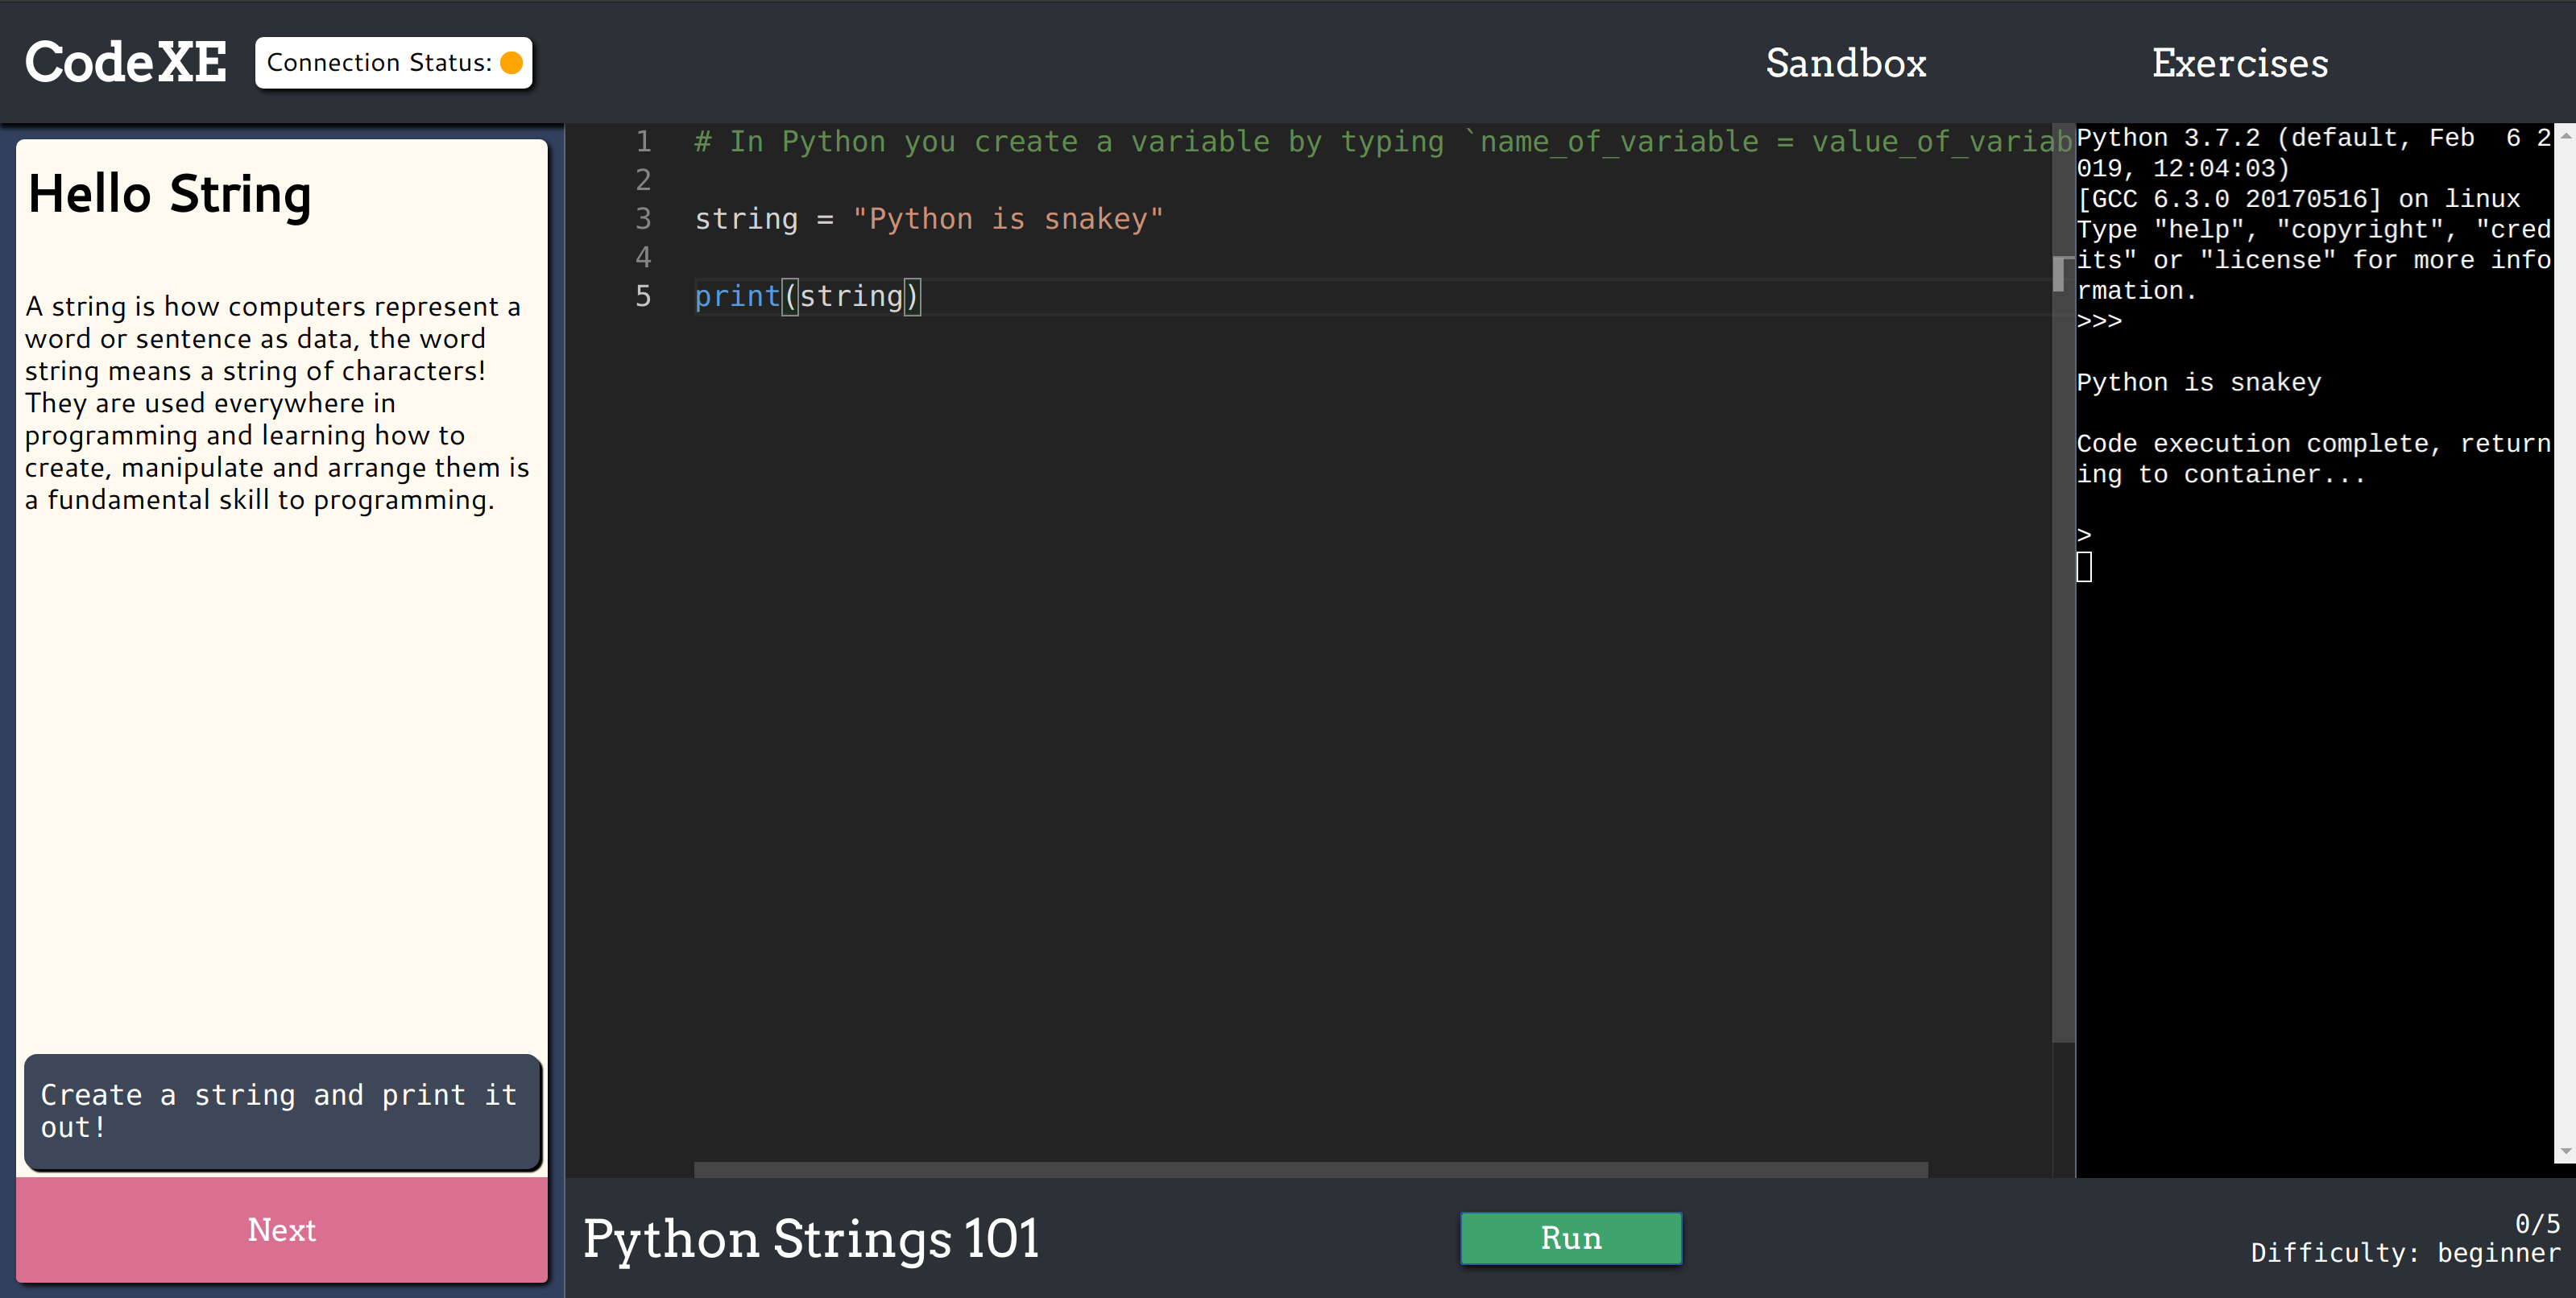 CodeXE
Connection Status:
Sandbox
Exercises
Hello String
A string is how computers represent a
word or sentence as data, the word
string means a string of characters!
They are used everywhere in
programming and learning how to
create, manipulate and arrange them is
a fundamental skill to programming.
Create a string and print it
out!
Next
1 # In Python you create a variable by typing `name_of_variable = value_of_variab
2
3 string = "Python is snakey"
4
5 print(string)
Python 3.7.2 (default, Feb  6 2
019, 12:04:03)
[GCC 6.3.0 20170516] on linux
Type "help", "copyright", "cred
its" or "license" for more info
rmation.
>>>
Python is snakey
Code execution complete, return
ing to container...
>
Python Strings 101
Run
0/5
Difficulty: beginner